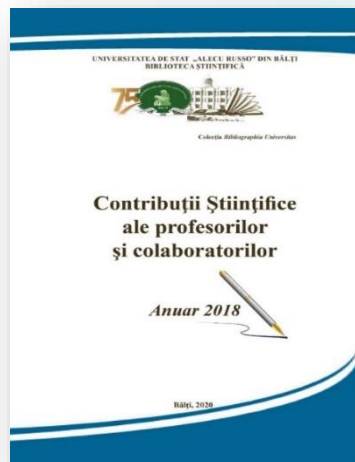 UNIVERSITATEA DE STAT „ALECU RUSSO” DIN BĂLŢI
BIBLIOTECA ŞTIINŢIFICĂ
75
Colecţia Bibliographia Universitas
Contribuţii Ştiinţifice
ale profesorilor
şi colaboratorilor
Anuar 2018
Bălţi, 2020